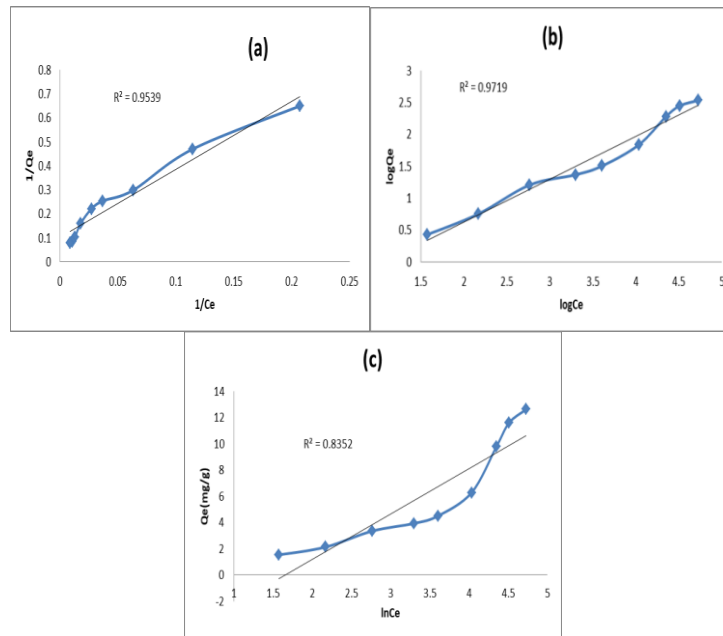 (a)
R² = 0.9539
1/Qe
0.8
0.7
0.6
0.5
0.4
0.3
0.2
0.1
0
0 0.05 0.1 0.15 0.2 0.25
1/Ce
(b)
R² = 0.9719
logQe
3
2.5
2
1.5
1
0.5
0
1.5 2 2.5 3 3.5 4 4.5 5
logCe
(c)
R² = 0.8352
Qe(mg/g)
14
12
10
8
6
4
2
0
-2
1 1.5 2 2.5 3 3.5 4 4.5 5
lnCe